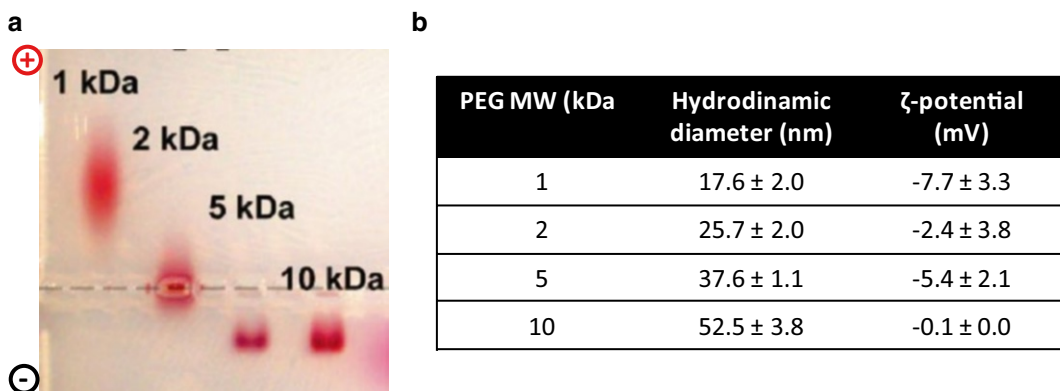 a
b
+
1 kDa
2 kDa
5 kDa
10 kDa
-
PEG MW (kDa Hydrodinamic diameter (nm) ζ-potential (mV)
1 17.6 ± 2.0 -7.7 ± 3.3
2 25.7 ± 2.0 -2.4 ± 3.8
5 37.6 ± 1.1 -5.4 ± 2.1
10 52.5 ± 3.8 -0.1 ± 0.0